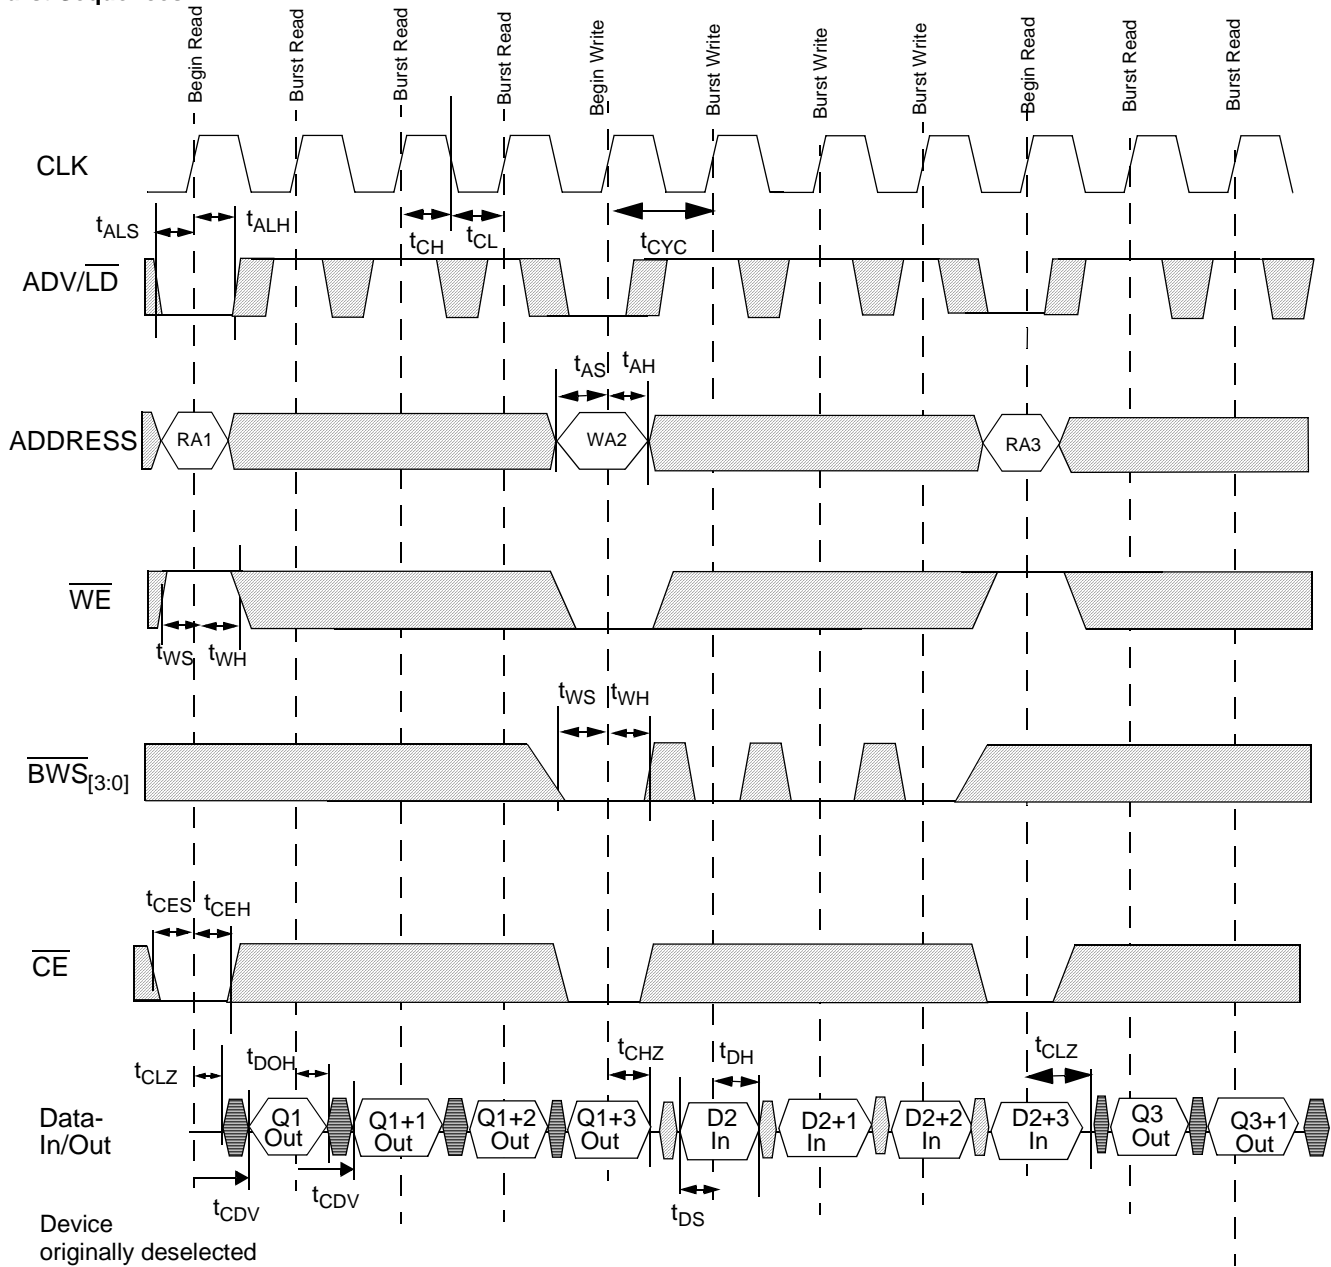 Begin Read
Burst Read
Burst Read
Burst Read
Begin Write
Burst Write
Burst Write
Burst Write
Begin Read
Burst Read
Burst Read
CLK
tALS
tALH
tCH
tCL
tCYC
ADV/LD
tAS
tAH
ADDRESS
RA1
WA2
RA3
WE
tWS
tWH
tWS
tWH
BWS[3:0]
tCES
tCEH
CE
tCLZ
tDOH
tCHZ
tDH
tCLZ
Data-
In/Out
Q1
Out
Q1+1
Out
Q1+2
Out
Q1+3
Out
D2
In
D2+1
In
D2+2
In
D2+3
In
Q3
Out
Q3+1
Out
tCDV
tCDV
tDS
Device
originally deselected